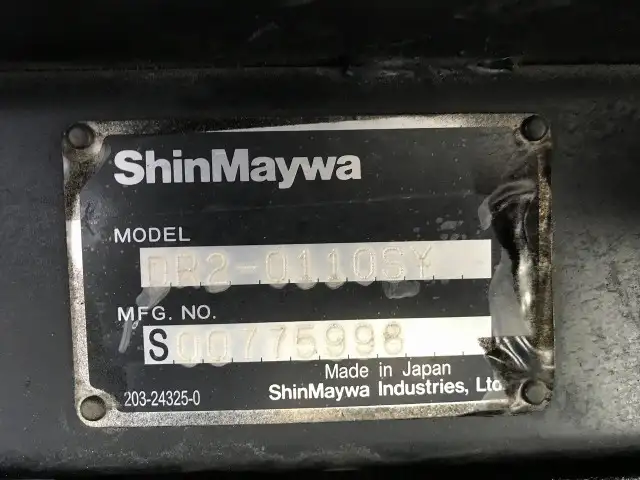 ShinMaywa
MODEL
DR2-0110SY
MFG. NO.
S00775998
Made in Japan
203-24325-0
ShinMaywa Industries, Ltd